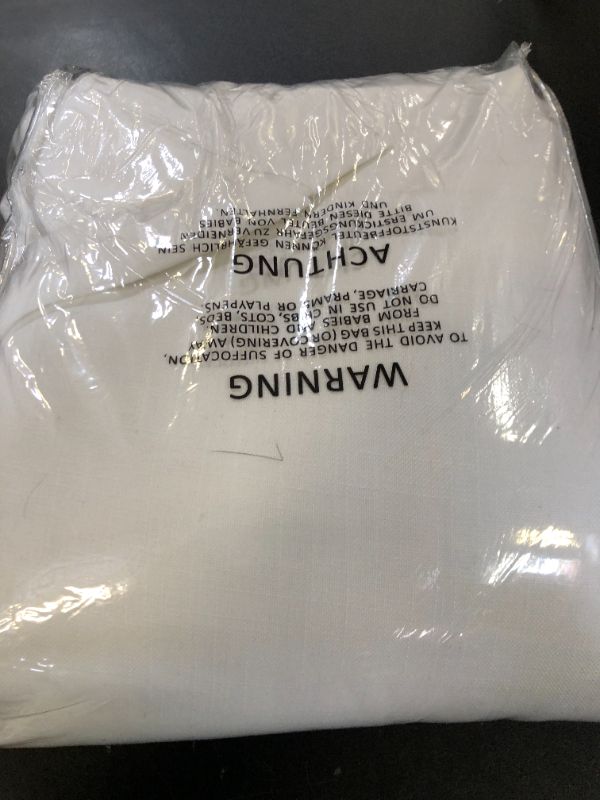 WARNING
TO AVOID THE DANGER OF SUFFOCATION,
KEEP THIS BAG (OR COVERING) AWAY
FROM BABIES AND CHILDREN.
DO NOT USE IN CRIBS, COTS, BEDS,
CARRIAGE, PRAMS OR PLAYPENS.
ACHTUNG
KUNSTSTOFFBEUTEL KÖNNEN GEFÄHRLICH SEIN
UM ERSTICKUNGSGEFAHR ZU VERMEIDEN
BITTE DIESEN BEUTEL VON BABIES
UND KINDERN FERNHALTEN.